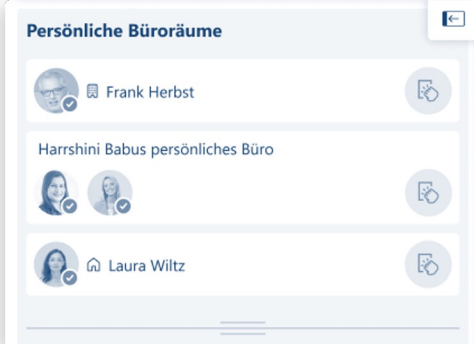 Persönliche Büroräume
Frank Herbst
Harrshini Babus persönliches Büro
Laura Wiltz